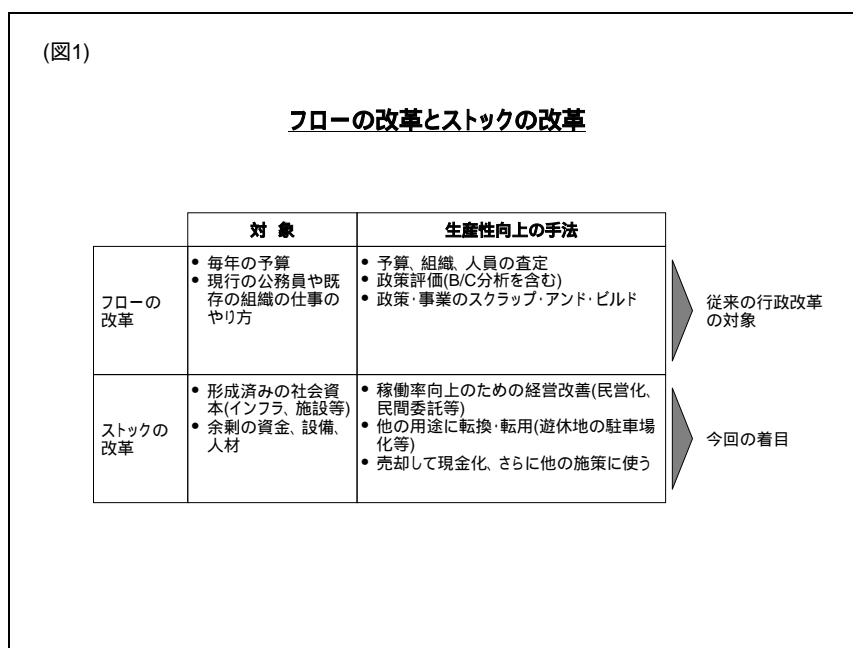 (図1)
フローの改革とストックの改革
対 象
生産性向上の手法
フローの
改革
• 毎年の予算
• 現行の公務員や既
存の組織の仕事の
やり方
• 予算、組織、人員の査定
• 政策評価(B/C分析を含む)
• 政策・事業のスクラップ・アンド・ビルド
従来の行政改革
の対象
ストックの
改革
• 形成済みの社会資
本(インフラ、施設等)
• 余剰の資金、設備、
人材
• 稼働率向上のための経営改善(民営化、
民間委託等)
• 他の用途に転換・転用(遊休地の駐車場
化等)
• 売却して現金化、さらに他の施策に使う
今回の着目